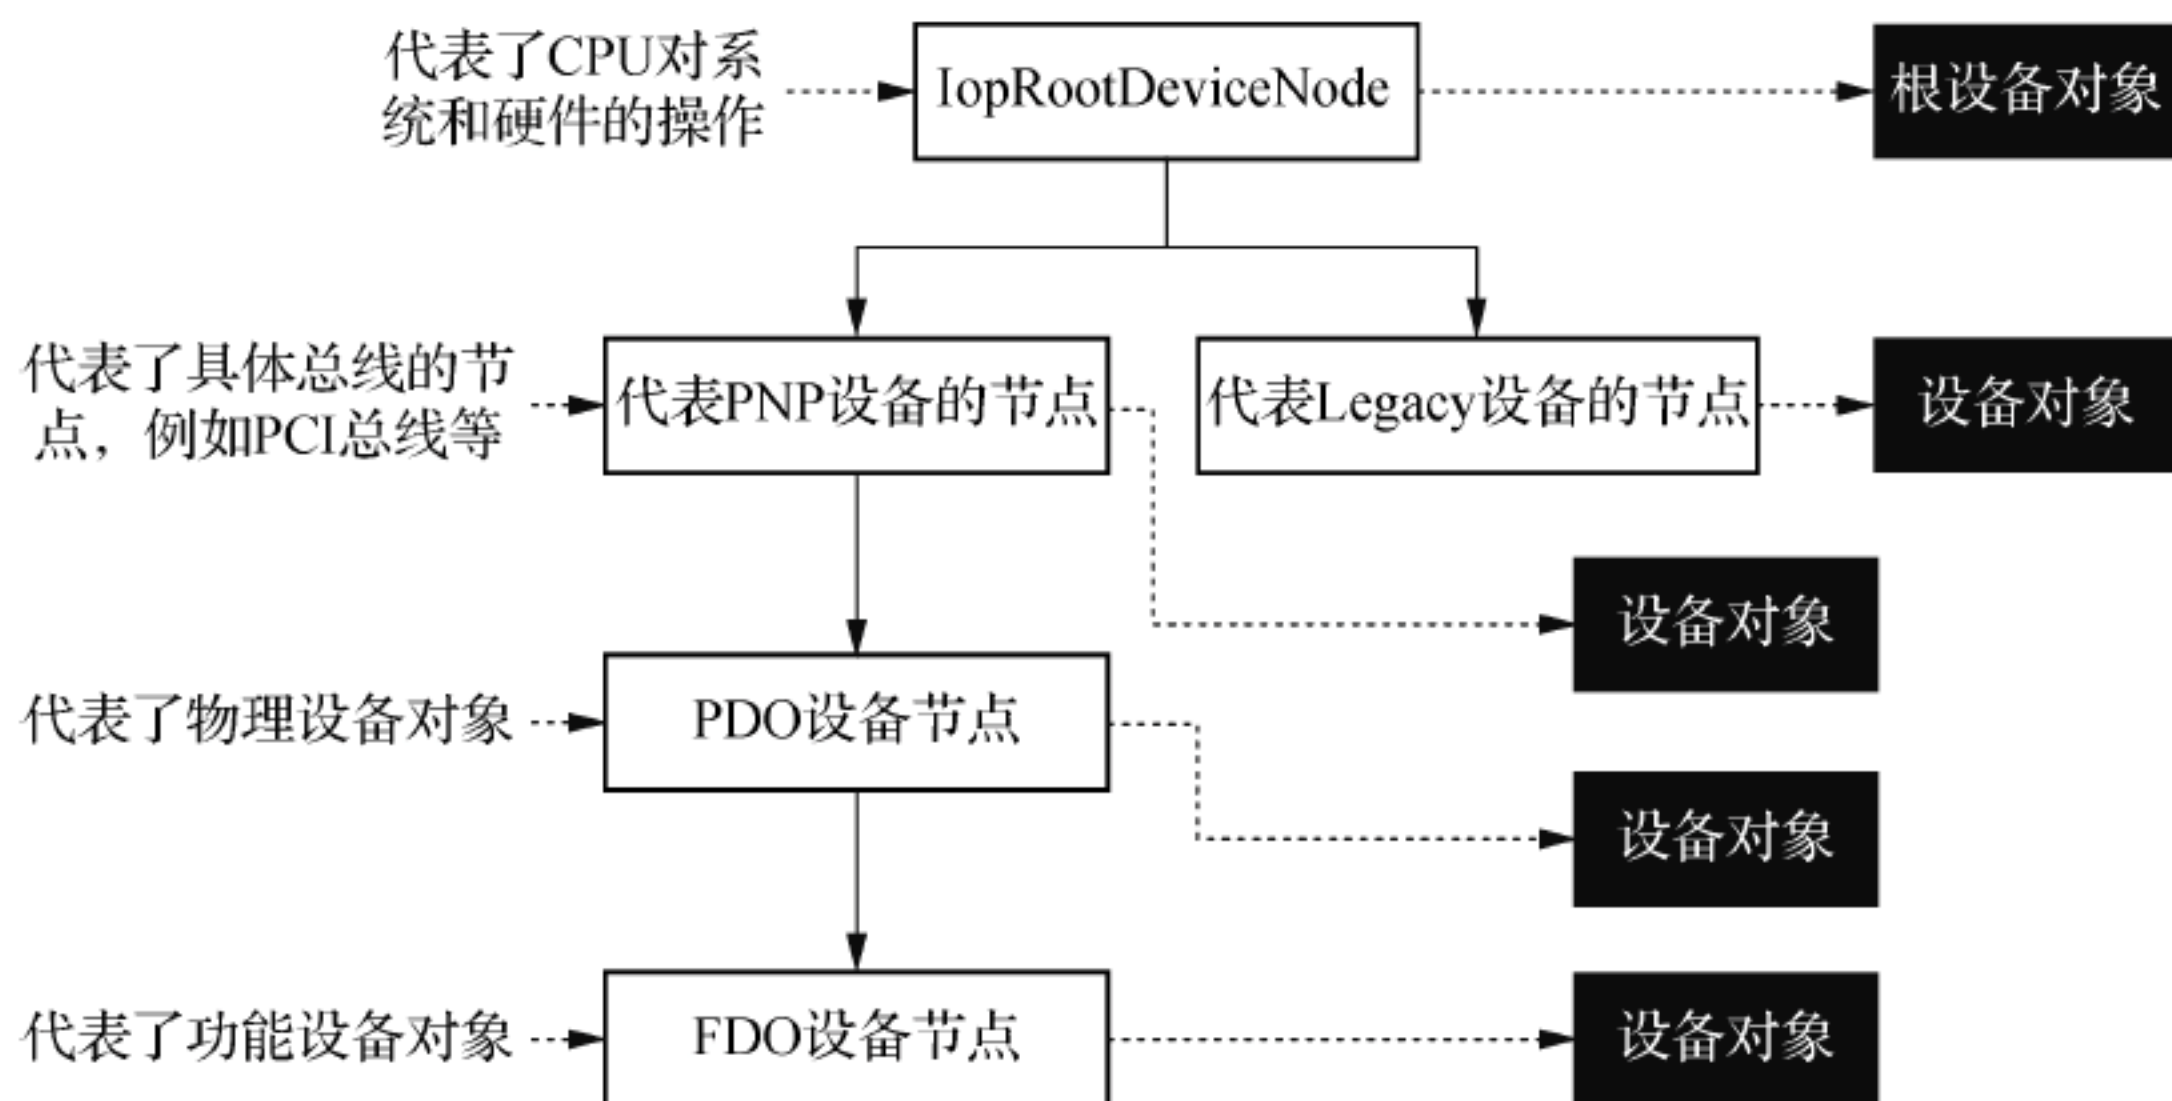 代表了CPU对系
统和硬件的操作
IopRootDeviceNode
根设备对象
代表了具体总线的节
点，例如PCI总线等
代表PNP设备的节点
代表Legacy设备的节点
设备对象
设备对象
代表了物理设备对象
PDO设备节点
设备对象
代表了功能设备对象
FDO设备节点
设备对象